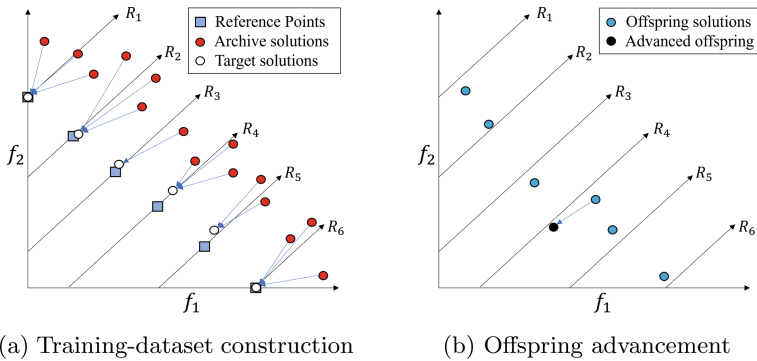 Reference Points
Archive solutions
Target solutions
R₁
R₂
R₃
R₄
R₅
R₆
f₂
f₁
(a) Training-dataset construction
Offspring solutions
Advanced offspring
R₁
R₂
R₃
R₄
R₅
R₆
f₂
f₁
(b) Offspring advancement